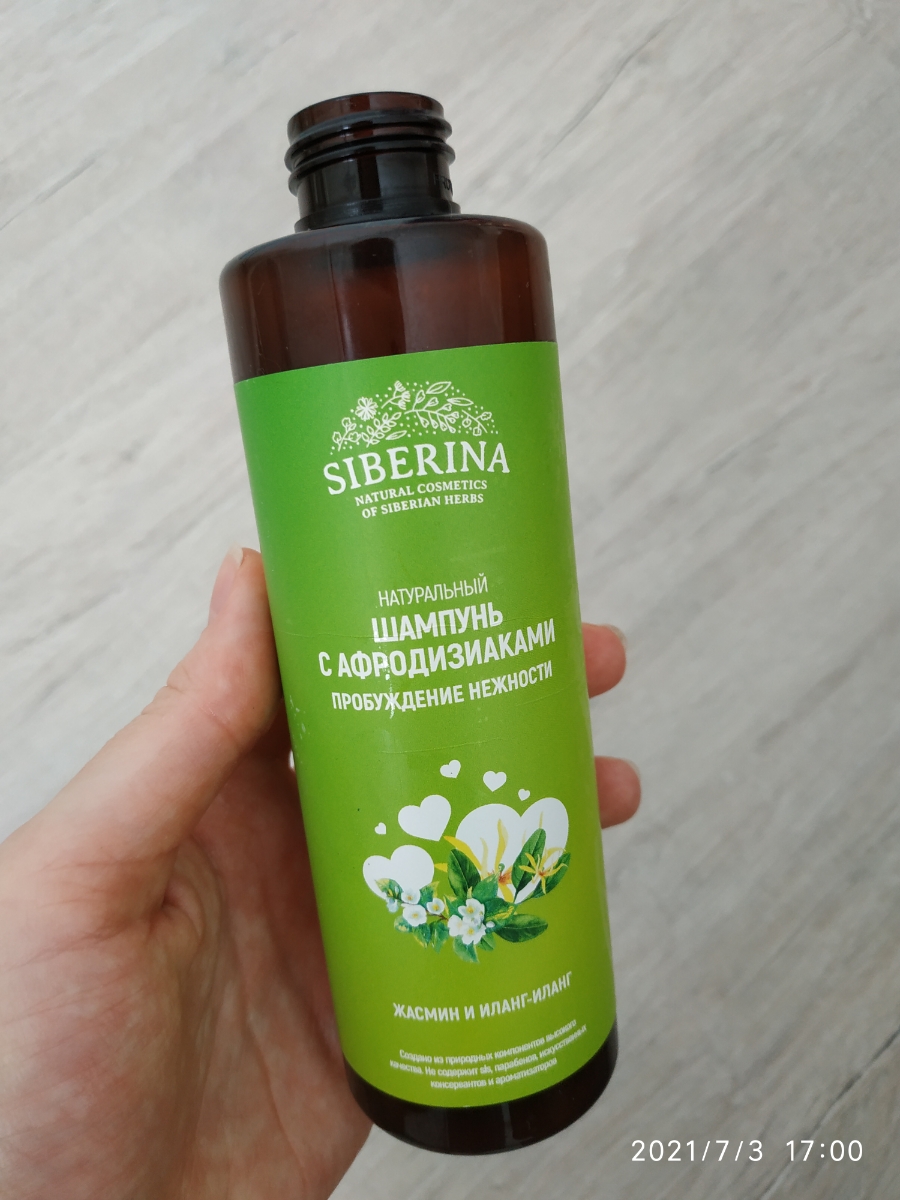 SIBERINA
NATURAL COSMETICS
OF SIBERIAN HERBS
НАТУРАЛЬНЫЙ
ШАМПУНЬ
С АФРОДИЗИАКАМИ
ПРОБУЖДЕНИЕ НЕЖНОСТИ
ЖАСМИН И ИЛАНГ-ИЛАНГ
Создано из природных компонентов высокого
качества. Не содержит sls, парабенов, искусственных
консервантов и ароматизаторов
2021/7/3 17:00